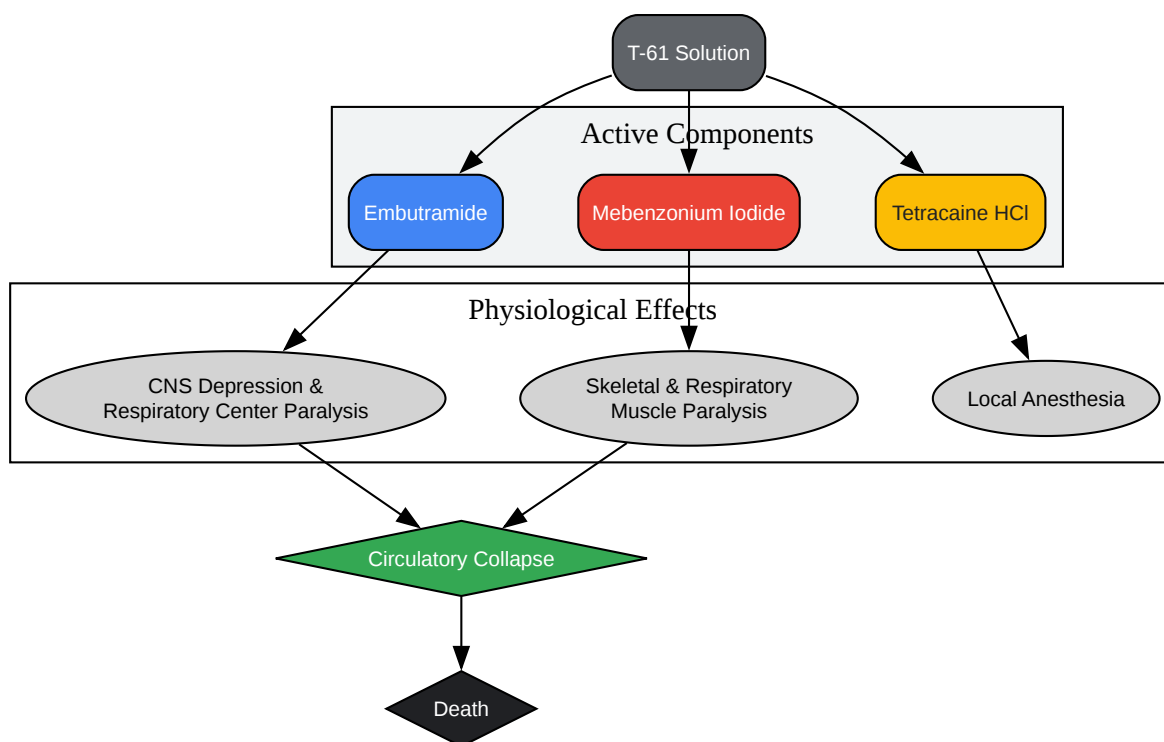 T-61 Solution
Active Components
Embutramide
Mebenzonium Iodide
Tetracaine HCl
Physiological Effects
CNS Depression &
Respiratory Center Paralysis
Skeletal & Respiratory
Muscle Paralysis
Local Anesthesia
Circulatory Collapse
Death